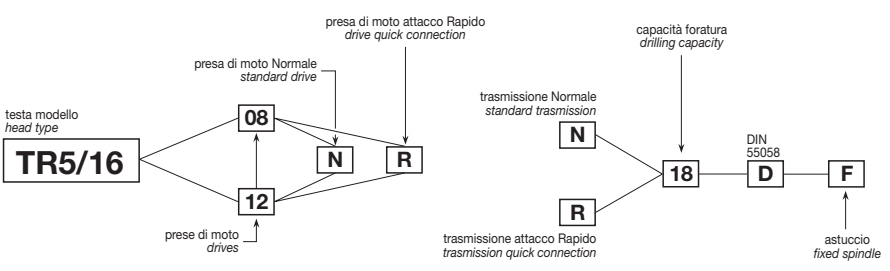 presa di moto attacco Rapido
drive quick connection
presa di moto Normale
standard drive
testa modello
head type
TR5/16
08
12
N
R
prese di moto
drives
capacità foratura
drilling capacity
trasmissione Normale
standard trasmission
N
R
18
DIN
55058
D
F
trasmissione attacco Rapido
trasmission quick connection
astuccio
fixed spindle